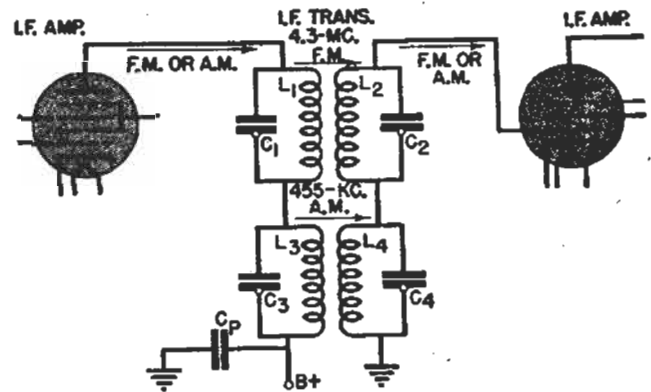 I.F. AMP.
I.F. TRANS.
4.3-MC.
F.M.
I.F. AMP.
F.M. OR A.M.
F.M. OR
A.M.
L1
L2
C1
C2
455-KC.
A.M.
L3
L4
C3
C4
CP
B+